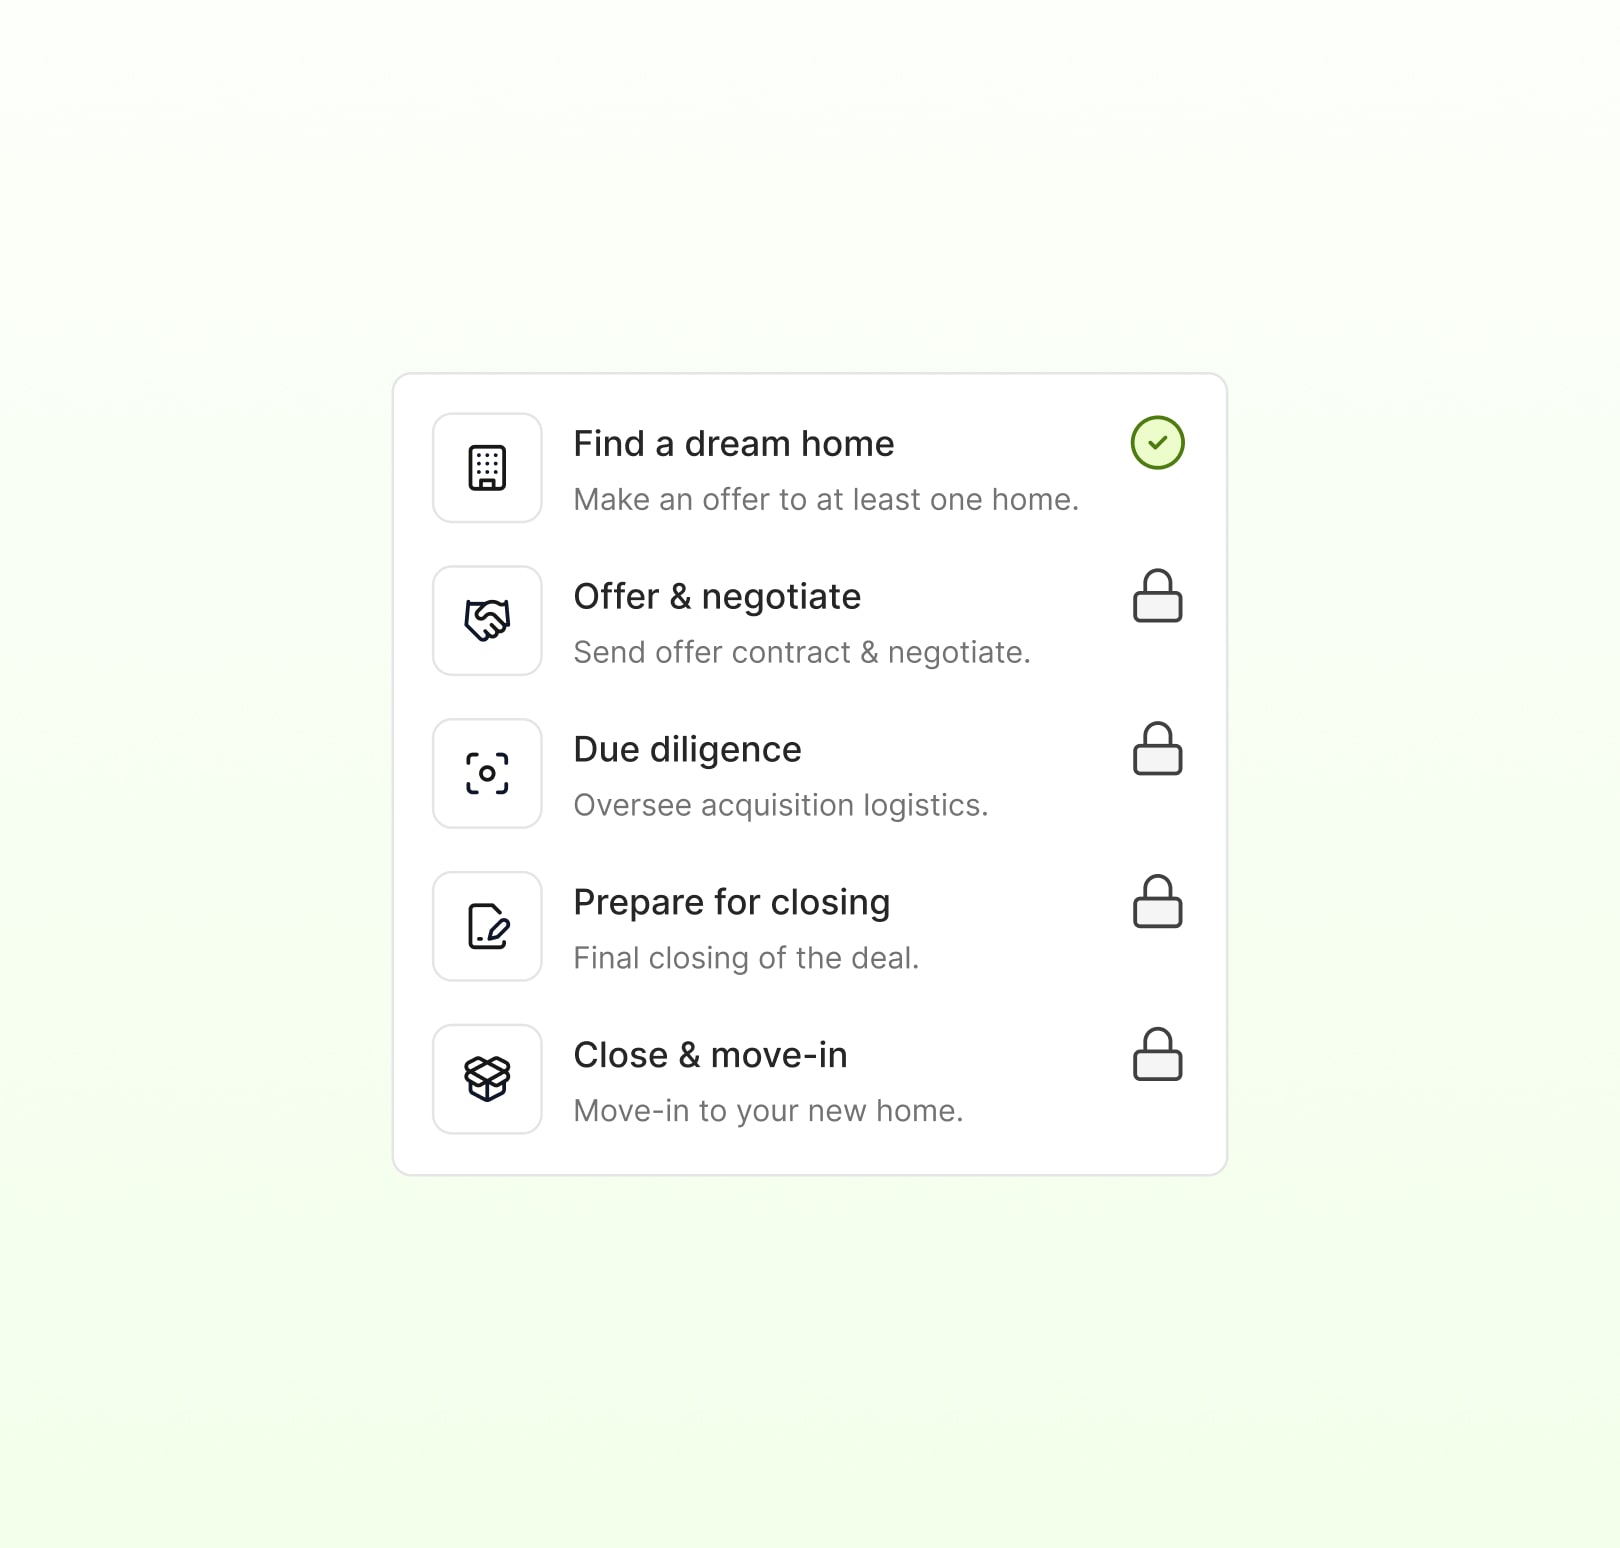 Find a dream home
Make an offer to at least one home.
Offer & negotiate
Send offer contract & negotiate.
Due diligence
Oversee acquisition logistics.
Prepare for closing
Final closing of the deal.
Close & move-in
Move-in to your new home.